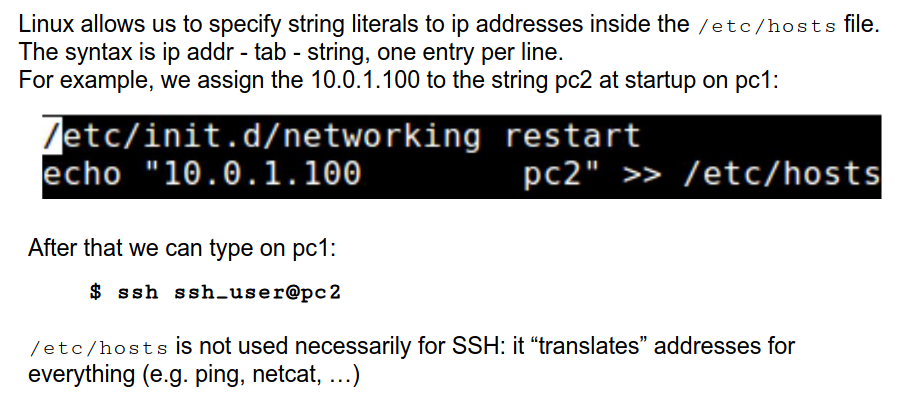 Linux allows us to specify string literals to ip addresses inside the /etc/hosts file.
The syntax is ip addr - tab - string, one entry per line.
For example, we assign the 10.0.1.100 to the string pc2 at startup on pc1:
/etc/init.d/networking restart
echo "10.0.1.100        pc2" >> /etc/hosts
After that we can type on pc1:
$ ssh ssh_user@pc2
/etc/hosts is not used necessarily for SSH: it “translates” addresses for
everything (e.g. ping, netcat, …)